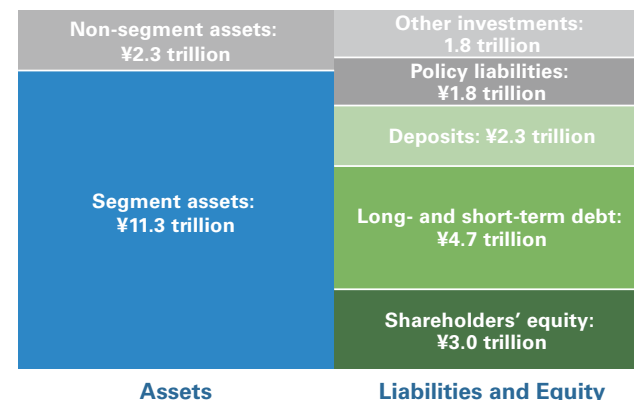 Non-segment assets:
¥2.3 trillion
Segment assets:
¥11.3 trillion
Other investments:
1.8 trillion
Policy liabilities:
¥1.8 trillion
Deposits: ¥2.3 trillion
Long- and short-term debt:
¥4.7 trillion
Shareholders’ equity:
¥3.0 trillion
Assets
Liabilities and Equity